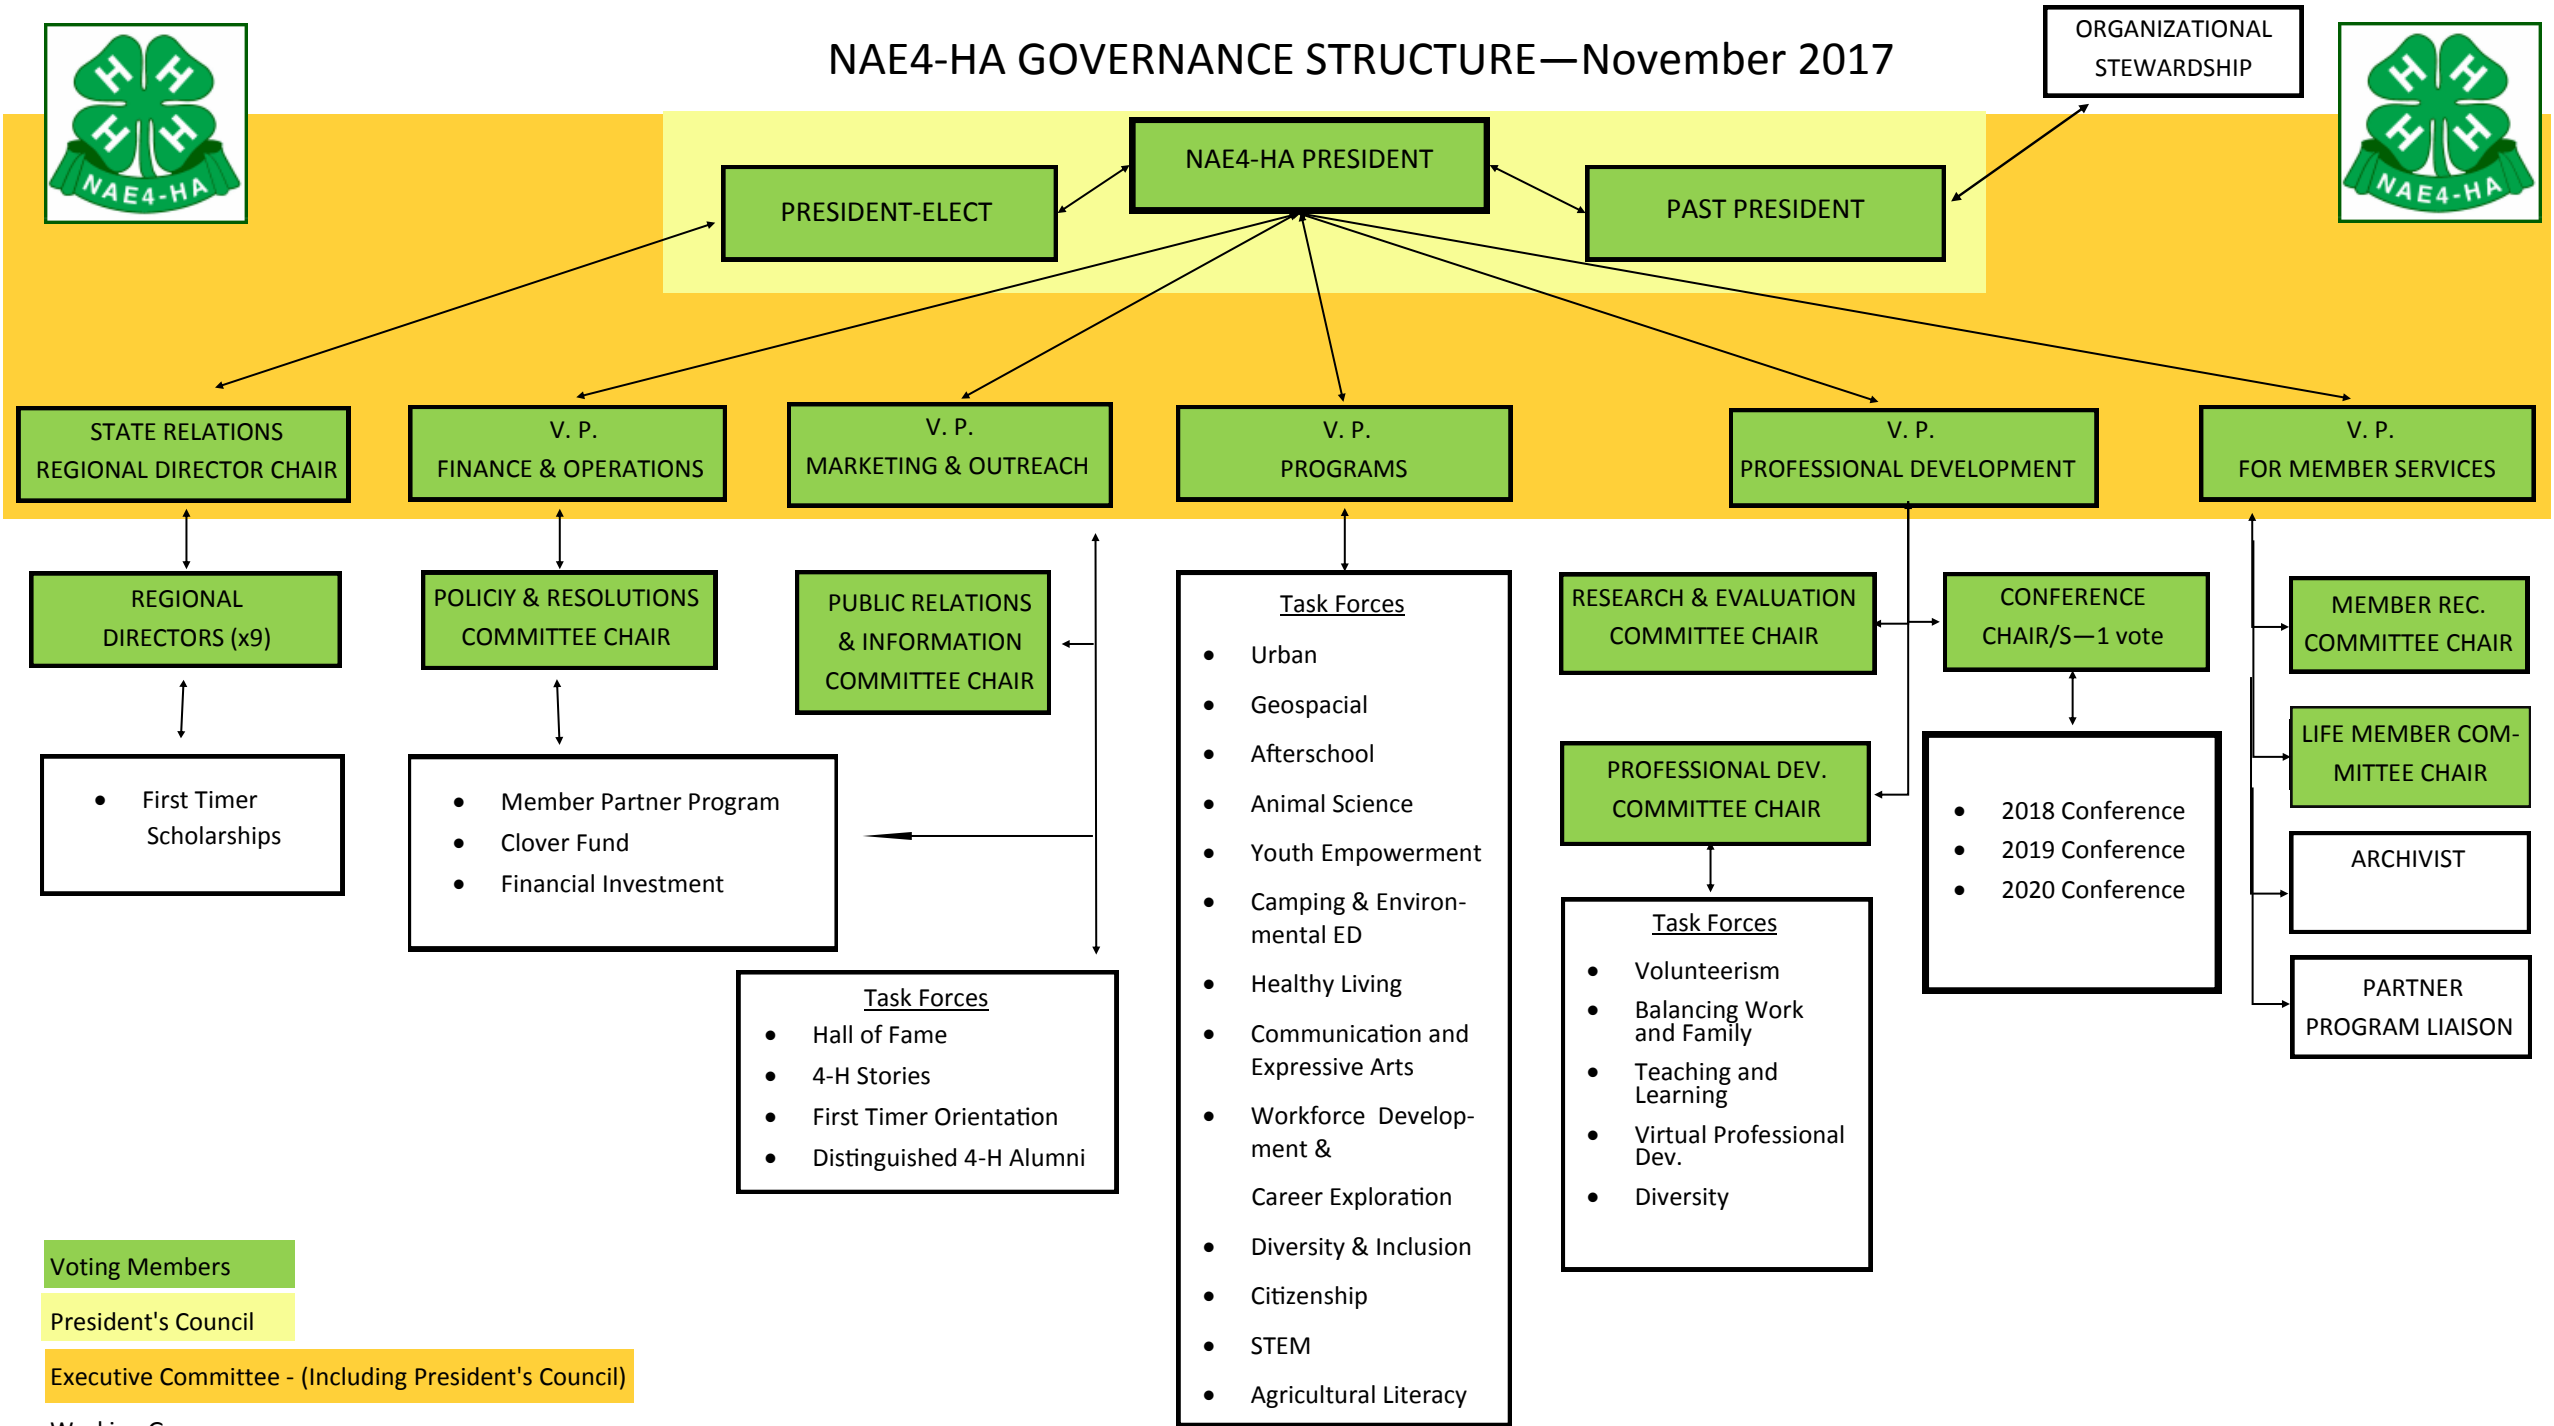 NAE4-HA GOVERNANCE STRUCTURE—November 2017
ORGANIZATIONAL
STEWARDSHIP
H H
H H
NAE4-HA
H H
H H
NAE4-HA
NAE4-HA PRESIDENT
PRESIDENT-ELECT
PAST PRESIDENT
STATE RELATIONS
REGIONAL DIRECTOR CHAIR
V. P.
FINANCE & OPERATIONS
V. P.
MARKETING & OUTREACH
V. P.
PROGRAMS
V. P.
PROFESSIONAL DEVELOPMENT
V. P.
FOR MEMBER SERVICES
REGIONAL
DIRECTORS (x9)
POLICIY & RESOLUTIONS
COMMITTEE CHAIR
PUBLIC RELATIONS
& INFORMATION
COMMITTEE CHAIR
RESEARCH & EVALUATION
COMMITTEE CHAIR
CONFERENCE
CHAIR/S—1 vote
MEMBER REC.
COMMITTEE CHAIR
LIFE MEMBER COM-
MITTEE CHAIR
ARCHIVIST
PARTNER
PROGRAM LIAISON
PROFESSIONAL DEV.
COMMITTEE CHAIR
• First Timer
Scholarships
• Member Partner Program
• Clover Fund
• Financial Investment
Task Forces
• Hall of Fame
• 4-H Stories
• First Timer Orientation
• Distinguished 4-H Alumni
Task Forces
• Urban
• Geospacial
• Afterschool
• Animal Science
• Youth Empowerment
• Camping & Environ-
mental ED
• Healthy Living
• Communication and
Expressive Arts
• Workforce Develop-
ment &
Career Exploration
• Diversity & Inclusion
• Citizenship
• STEM
• Agricultural Literacy
Task Forces
• Volunteerism
• Balancing Work
and Family
• Teaching and
Learning
• Virtual Professional
Dev.
• Diversity
• 2018 Conference
• 2019 Conference
• 2020 Conference
Voting Members
President's Council
Executive Committee - (Including President's Council)